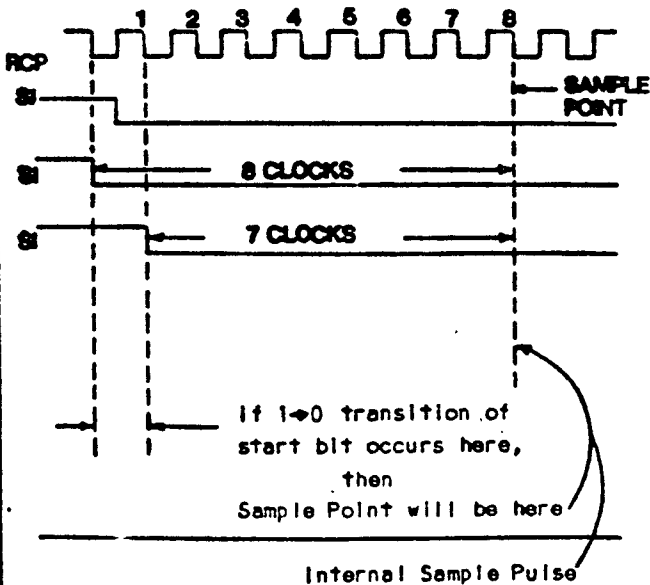 1 2 3 4 5 6 7 8
RCP
SI
SAMPLE
POINT
SI
8 CLOCKS
SI
7 CLOCKS
If 1→0 transition of
start bit occurs here,
then
Sample Point will be here
Internal Sample Pulse